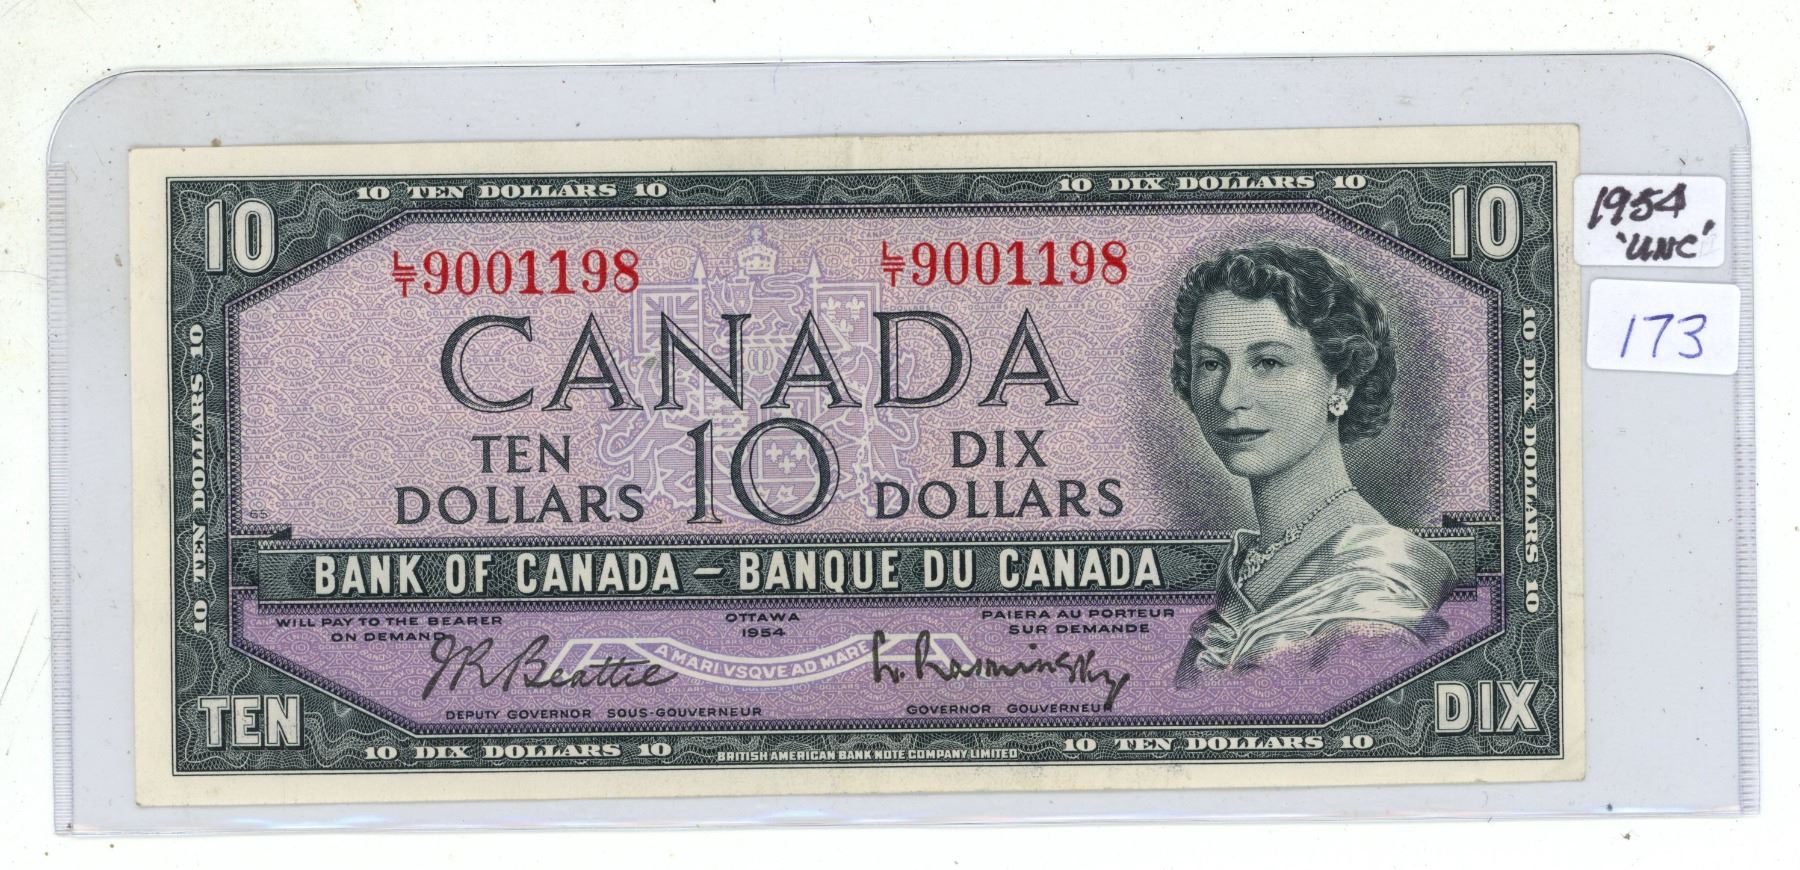 10 TEN DOLLARS 10
10 DIX DOLLARS 10
10
10
1954
'UNC'
173
L/T 9001198
L/T 9001198
CANADA
TEN
DOLLARS
10
DIX
DOLLARS
10 TEN DOLLARS 10
10 DIX DOLLARS 10
65
BANK OF CANADA – BANQUE DU CANADA
WILL PAY TO THE BEARER
ON DEMAND
OTTAWA
1954
PAIERA AU PORTEUR
SUR DEMANDE
A MARI VSQVE AD MARE
J R Beattie
L. Rasminsky
DEPUTY GOVERNOR SOUS-GOUVERNEUR
GOVERNOR GOUVERNEUR
TEN
DIX
10 DIX DOLLARS 10
BRITISH AMERICAN BANK NOTE COMPANY LIMITED
10 TEN DOLLARS 10